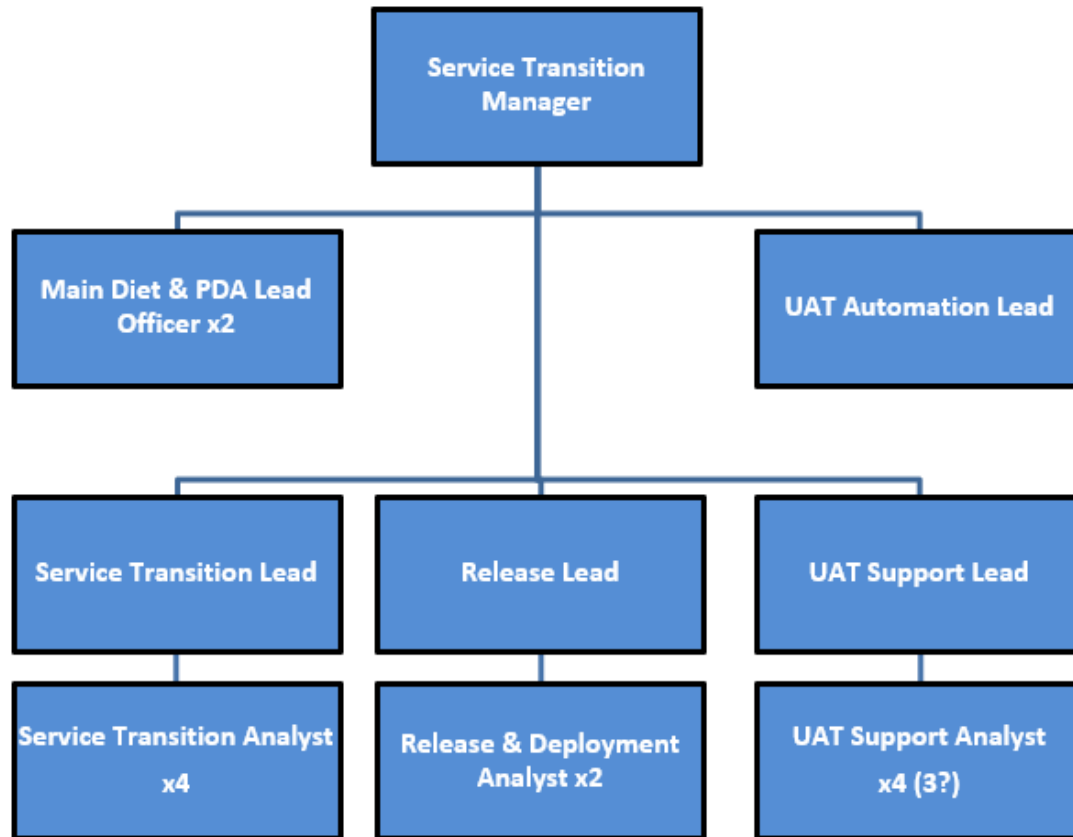 Service Transition
Manager
Main Diet & PDA Lead
Officer x2
UAT Automation Lead
Service Transition Lead
Release Lead
UAT Support Lead
Service Transition Analyst
x4
Release & Deployment
Analyst x2
UAT Support Analyst
x4 (3?)